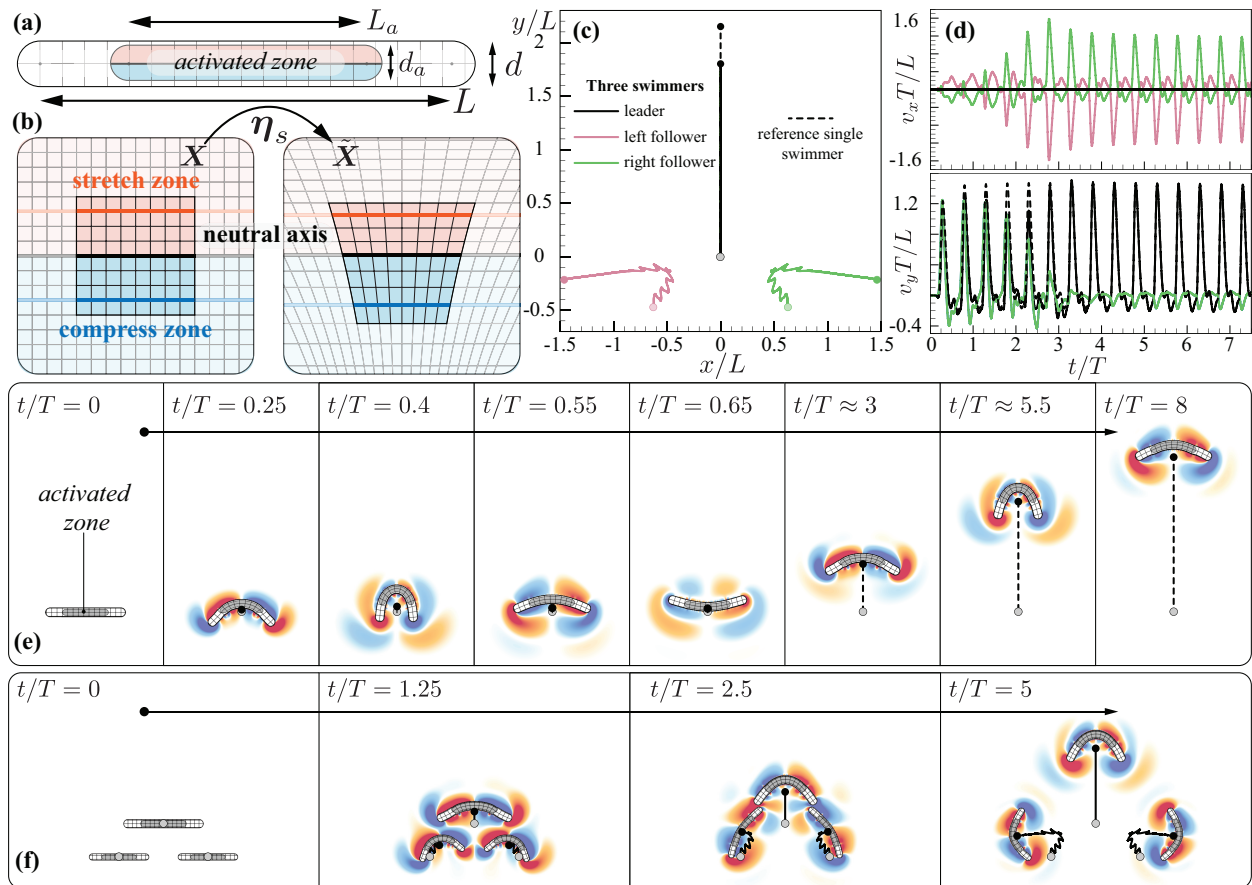 (a)
L_a
activated zone
d_a
d
L
(b)
η_s
X
X̃
stretch zone
neutral axis
compress zone
y/L
(c)
2
1.5
1
0.5
0
-0.5
-1.5
-1
-0.5
0
0.5
1
1.5
x/L
Three swimmers
leader
left follower
right follower
reference single
swimmer
(d)
1.6
-1.6
v_xT/L
1.2
-0.4
v_yT/L
0 1 2 3 4 5 6 7
t/T
t/T = 0
t/T = 0.25
t/T = 0.4
t/T = 0.55
t/T = 0.65
t/T ≈ 3
t/T ≈ 5.5
t/T = 8
activated
zone
(e)
t/T = 0
t/T = 1.25
t/T = 2.5
t/T = 5
(f)